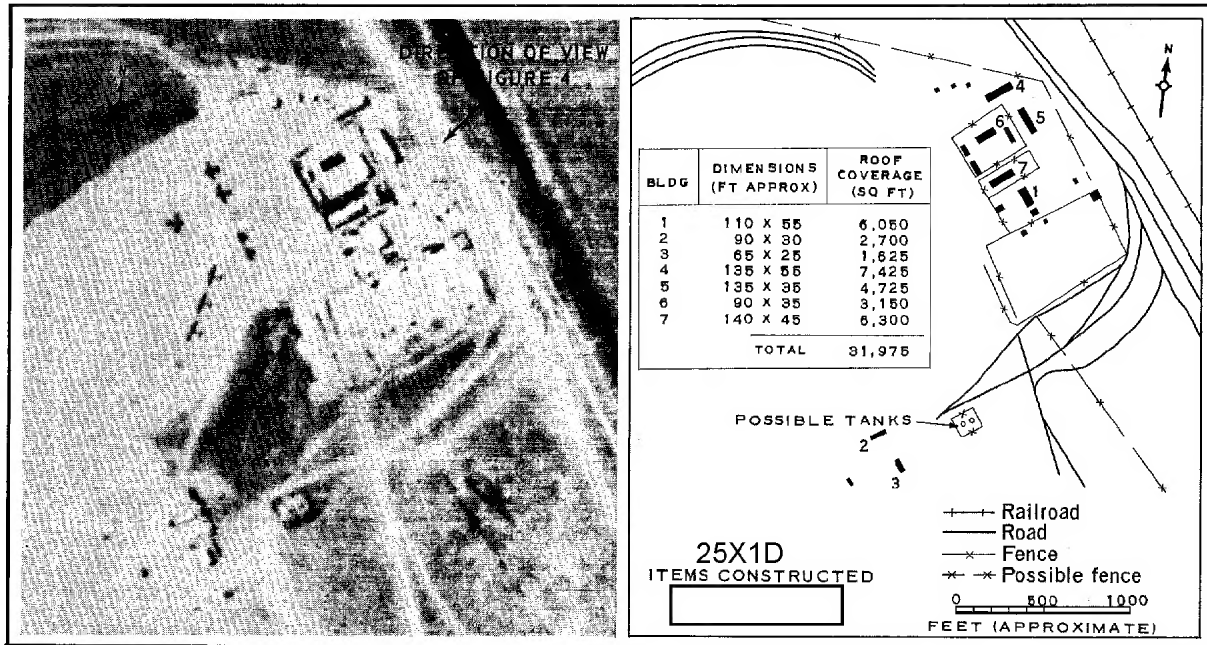 DIRECTION OF VIEW
OF FIGURE 4
N
4
5
6
7
1
BLDG DIMENSIONS (FT APPROX) ROOF COVERAGE (SQ FT)
1 110 X 55 6,050
2 90 X 30 2,700
3 65 X 25 1,625
4 135 X 55 7,425
5 135 X 35 4,725
6 90 X 35 3,150
7 140 X 45 6,300
TOTAL 31,975
POSSIBLE TANKS
2
3
Railroad
Road
Fence
Possible fence
25X1D
ITEMS CONSTRUCTED
0 500 1000
FEET (APPROXIMATE)